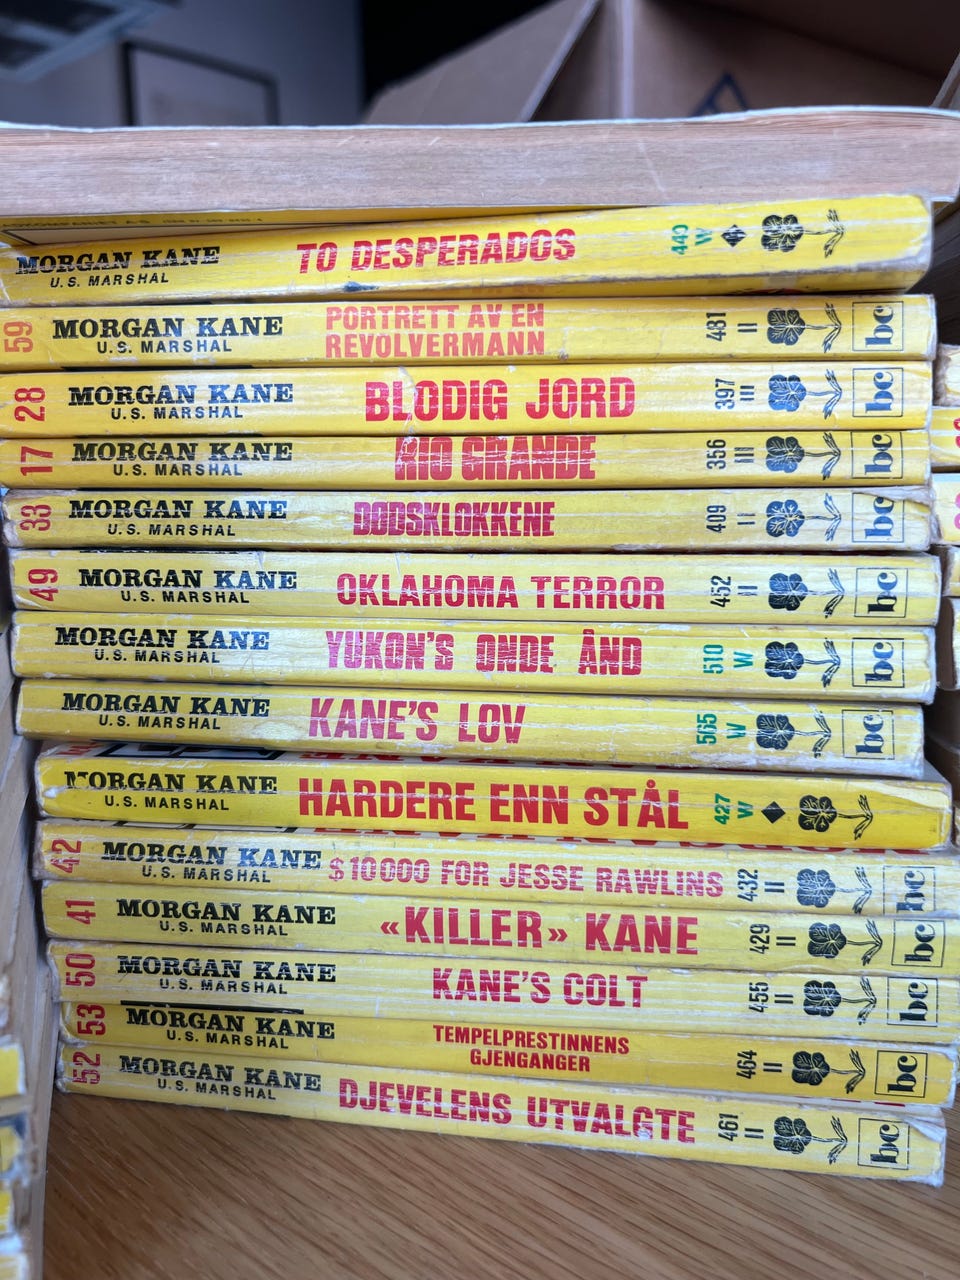 MORGAN KANE
U.S. MARSHAL
TO DESPERADOS
440
W
59
MORGAN KANE
U.S. MARSHAL
PORTRETT AV EN
REVOLVERMANN
481
II
bc
28
MORGAN KANE
U.S. MARSHAL
BLODIG JORD
397
III
bc
17
MORGAN KANE
U.S. MARSHAL
RIO GRANDE
356
III
bc
33
MORGAN KANE
U.S. MARSHAL
DØDSKLOKKENE
409
II
bc
49
MORGAN KANE
U.S. MARSHAL
OKLAHOMA TERROR
452
II
bc
MORGAN KANE
U.S. MARSHAL
YUKON'S ONDE ÅND
510
W
bc
MORGAN KANE
U.S. MARSHAL
KANE'S LOV
565
W
bc
MORGAN KANE
U.S. MARSHAL
HARDERE ENN STÅL
427
W
42
MORGAN KANE
U.S. MARSHAL
$10000 FOR JESSE RAWLINS
432
II
bc
41
MORGAN KANE
U.S. MARSHAL
«KILLER» KANE
429
II
bc
50
MORGAN KANE
U.S. MARSHAL
KANE'S COLT
455
II
bc
53
MORGAN KANE
U.S. MARSHAL
TEMPELPRESTINNENS
GJENGANGER
464
II
bc
52
MORGAN KANE
U.S. MARSHAL
DJEVELENS UTVALGTE
461
II
bc